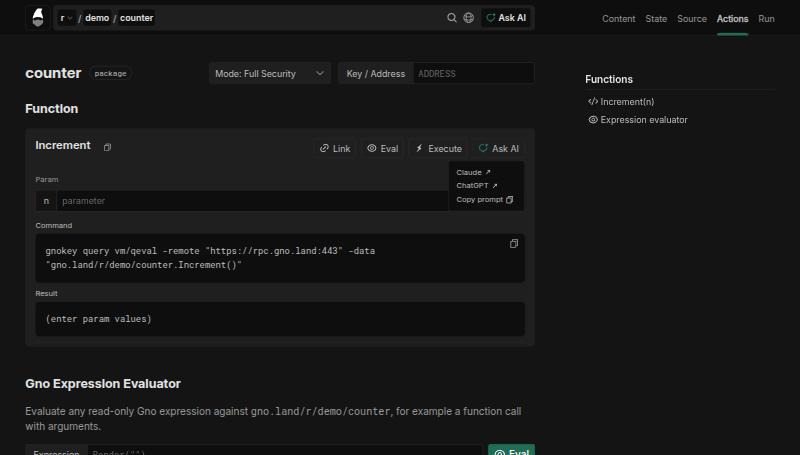 r / demo / counter
Ask AI
Content State Source Actions Run
counter package
Mode: Full Security
Key / Address ADDRESS
Functions
Increment(n)
Expression evaluator
Function
Increment
Link Eval Execute Ask AI
Claude ↗
ChatGPT ↗
Copy prompt
Param
n parameter
Command
gnokey query vm/qeval -remote "https://rpc.gno.land:443" -data
"gno.land/r/demo/counter.Increment()"
Result
(enter param values)
Gno Expression Evaluator
Evaluate any read-only Gno expression against gno.land/r/demo/counter, for example a function call
with arguments.
Expression Render("") Eval